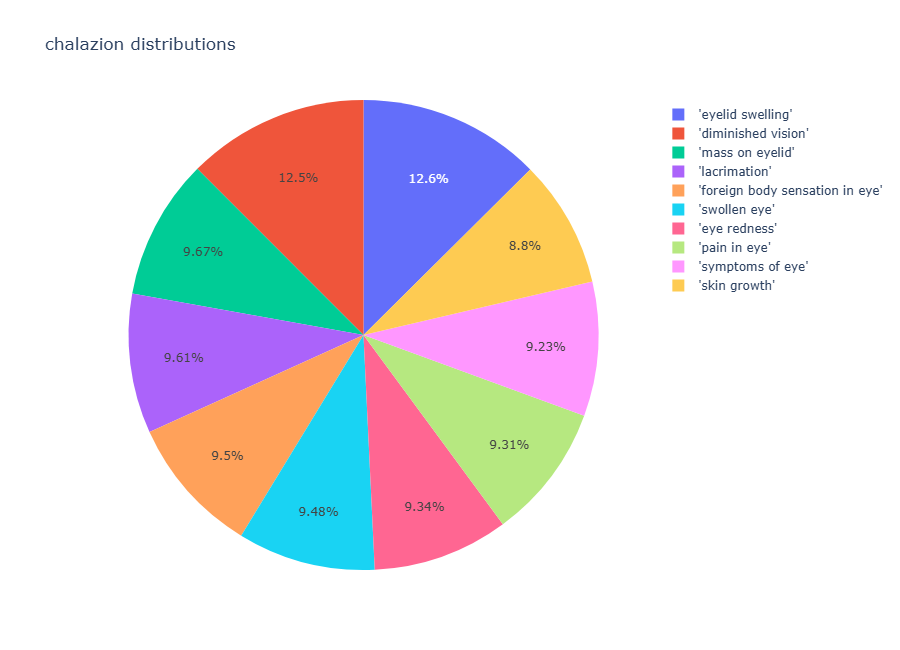 chalazion distributions
'eyelid swelling'
'diminished vision'
'mass on eyelid'
'lacrimation'
'foreign body sensation in eye'
'swollen eye'
'eye redness'
'pain in eye'
'symptoms of eye'
'skin growth'
12.5%
12.6%
9.67%
8.8%
9.61%
9.23%
9.5%
9.31%
9.48%
9.34%